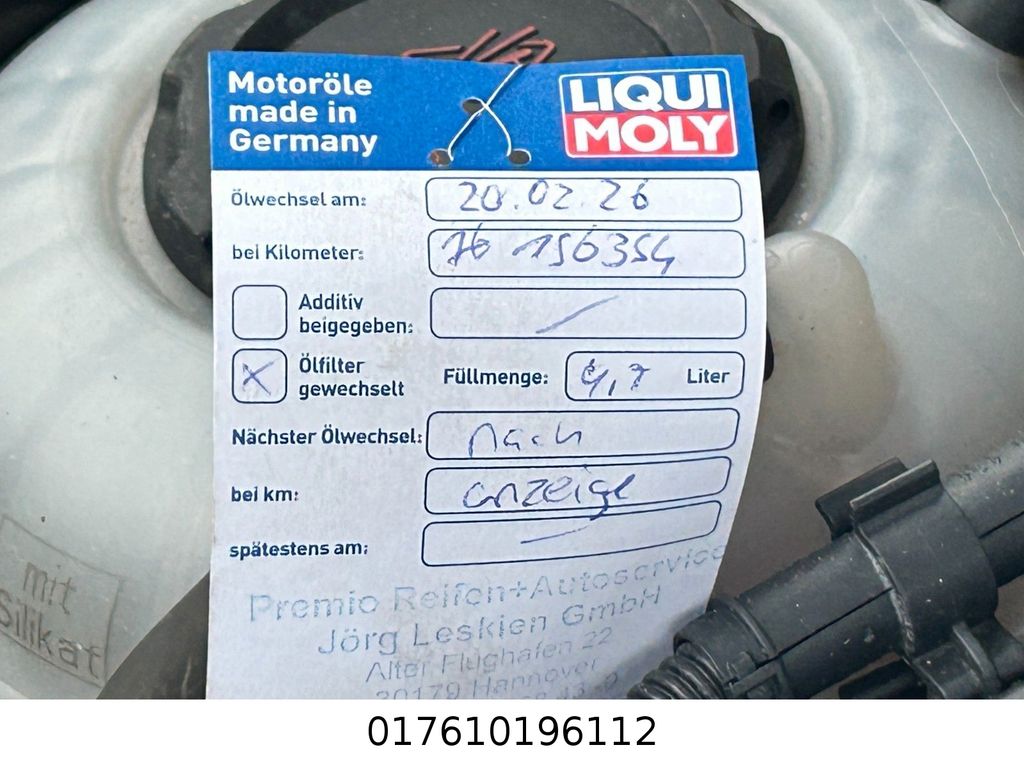 Motoröle
made in
Germany
LIQUI
MOLY
Ölwechsel am: 20.02.26
bei Kilometer: 156354
Additiv
beigegeben: /
X Ölfilter
gewechselt
Füllmenge: 4,7 Liter
Nächster Ölwechsel: nach
bei km: anzeige
spätestens am: —
Premio Reifen+Autoservice
Jörg Leskien GmbH
Alter Flughafen 22
30179 Hannover
mit
Silikat
017610196112